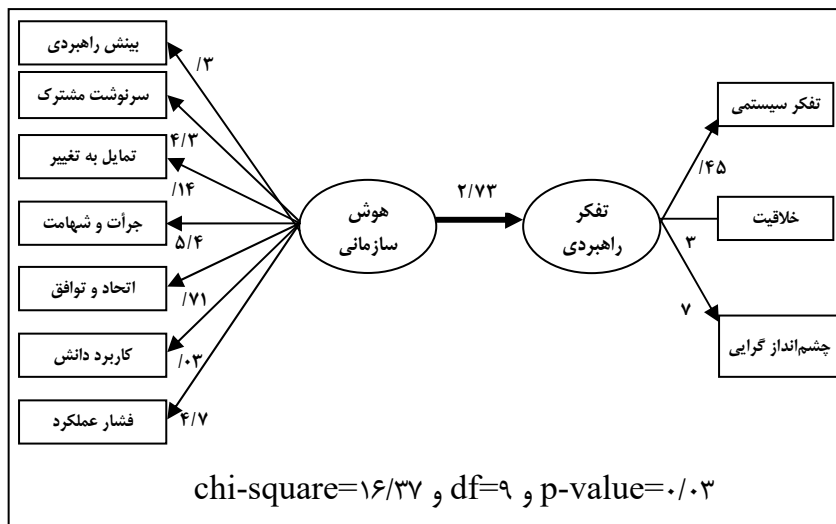 بینش راهبردی
/۳
سرنوشت مشترک
۴/۳
تمایل به تغییر
/۱۴
جرأت و شهامت
۵/۴
اتحاد و توافق
/۷۱
کاربرد دانش
/۰۳
فشار عملکرد
۴/۷
هوش
سازمانی
۲/۷۳
تفکر
راهبردی
تفکر سیستمی
/۴۵
خلاقیت
۳
چشم‌انداز گرایی
۷
chi-square=۱۶/۳۷ و df=۹ و p-value=۰/۰۳